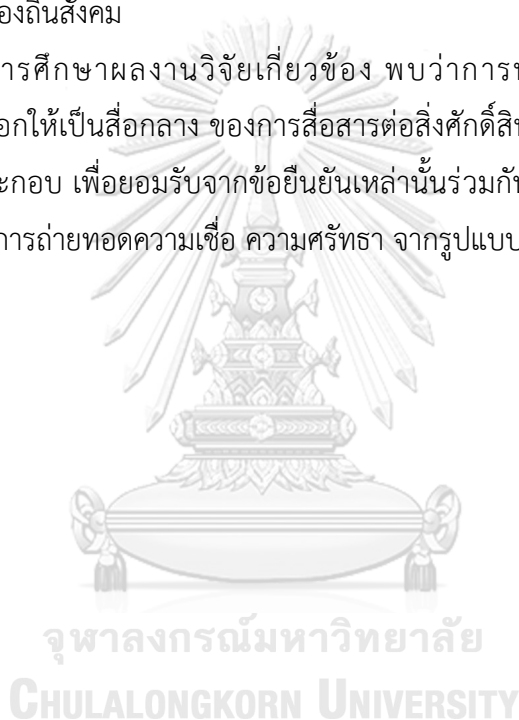 องถิ่นสังคม
ารศึกษาผลงานวิจัยเกี่ยวข้อง พบว่าการท
อกให้เป็นสื่อกลาง ของการสื่อสารต่อสิ่งศักดิ์สิท
ะกอบ เพื่อยอมรับจากข้อยืนยันเหล่านั้นร่วมกั
การถ่ายทอดความเชื่อ ความศรัทธา จากรูปแบบ
จุฬาลงกรณ์มหาวิทยาลัย
CHULALONGKORN UNIVERSITY